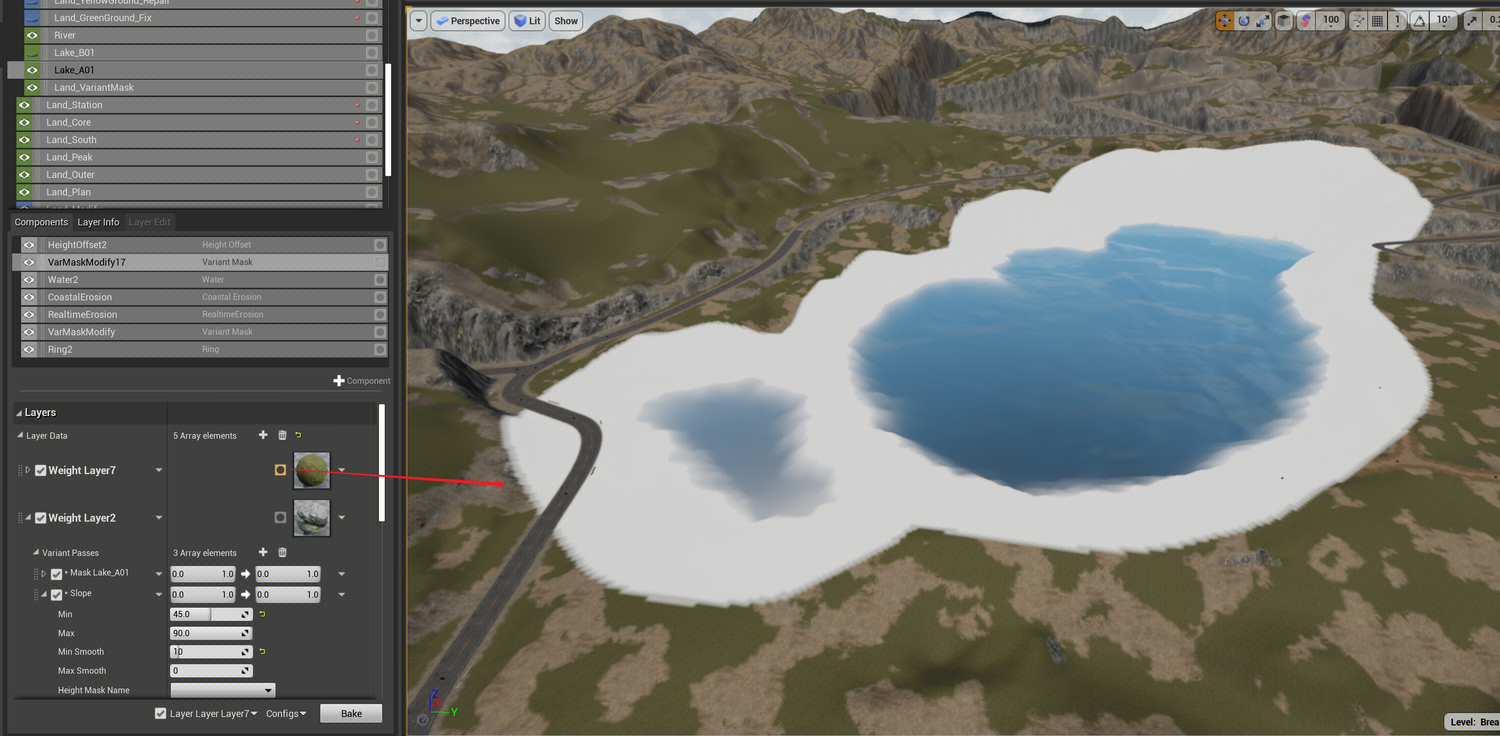 Land_YellowGround_Repair
Land_GreenGround_Fix
River
Lake_B01
Lake_A01
Land_VariantMask
Land_Station
Land_Core
Land_South
Land_Peak
Land_Outer
Land_Plan
Components Layer Info Layer Edit
HeightOffset2 Height Offset
VarMaskModify17 Variant Mask
Water2 Water
CoastalErosion Coastal Erosion
RealtimeErosion RealtimeErosion
VarMaskModify Variant Mask
Ring2 Ring
Component
Layers
Layer Data 5 Array elements
Weight Layer7
Weight Layer2
Variant Passes 3 Array elements
* Mask Lake_A01 0.0 1.0 0.0 1.0
* Slope 0.0 1.0 0.0 1.0
Min 45.0
Max 90.0
Min Smooth 10
Max Smooth 0
Height Mask Name
Layer Layer Layer7 Configs Bake
Perspective Lit Show 100 1 10°
Z
Y
Level: Brea